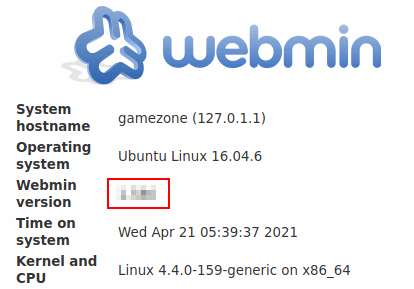 webmin
System hostname gamezone (127.0.1.1)
Operating system Ubuntu Linux 16.04.6
Webmin version
Time on system Wed Apr 21 05:39:37 2021
Kernel and CPU Linux 4.4.0-159-generic on x86_64